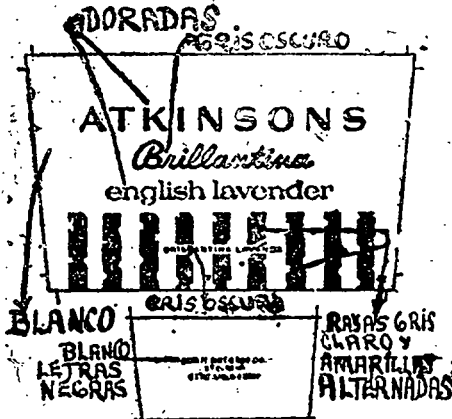 DORADAS
GRIS OSCURO
ATKINSONS
Brillantina
english lavender
GRIS OSCURO
BLANCO
BLANCO
LETRAS
NEGRAS
RAYAS GRIS
CLARO Y
AMARILLAS
ALTERNADAS